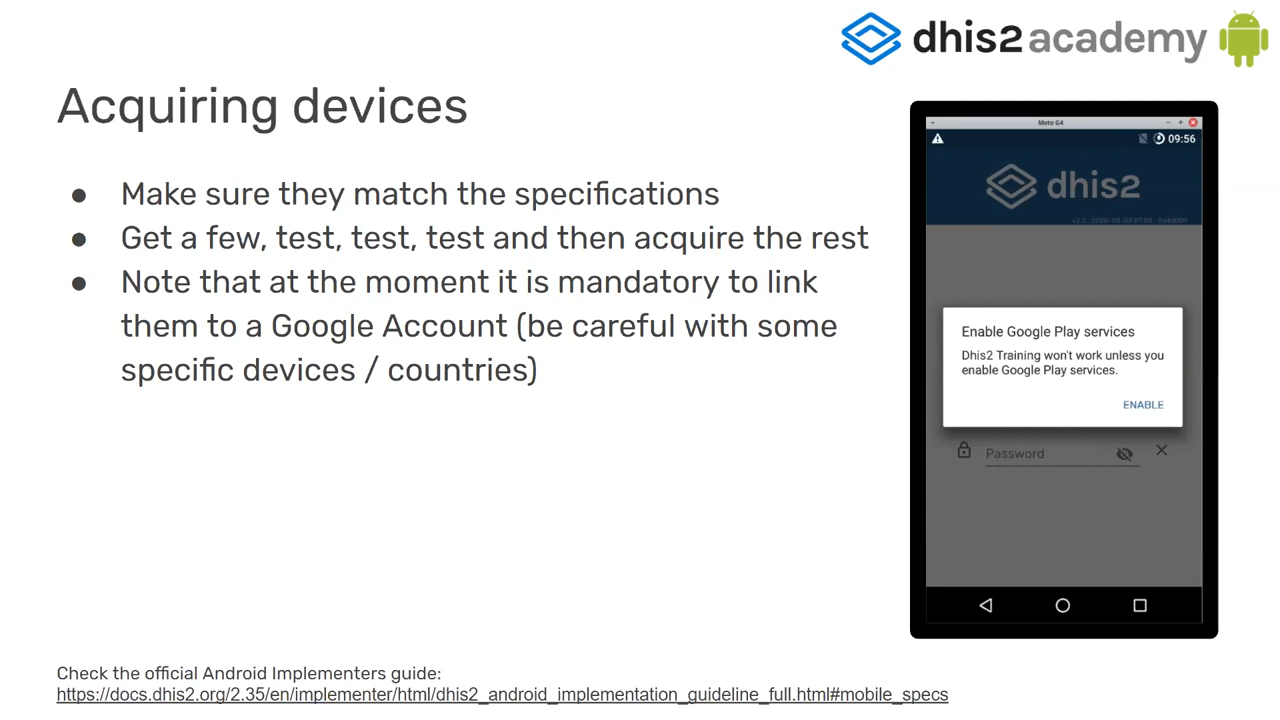 dhis2 academy
Acquiring devices
● Make sure they match the specifications
● Get a few, test, test, test and then acquire the rest
● Note that at the moment it is mandatory to link
them to a Google Account (be careful with some
specific devices / countries)
Moto G4
09:56
dhis2
Enable Google Play services
Dhis2 Training won't work unless you
enable Google Play services.
ENABLE
Password
Check the official Android Implementers guide:
https://docs.dhis2.org/2.35/en/implementer/html/dhis2_android_implementation_guideline_full.html#mobile_specs